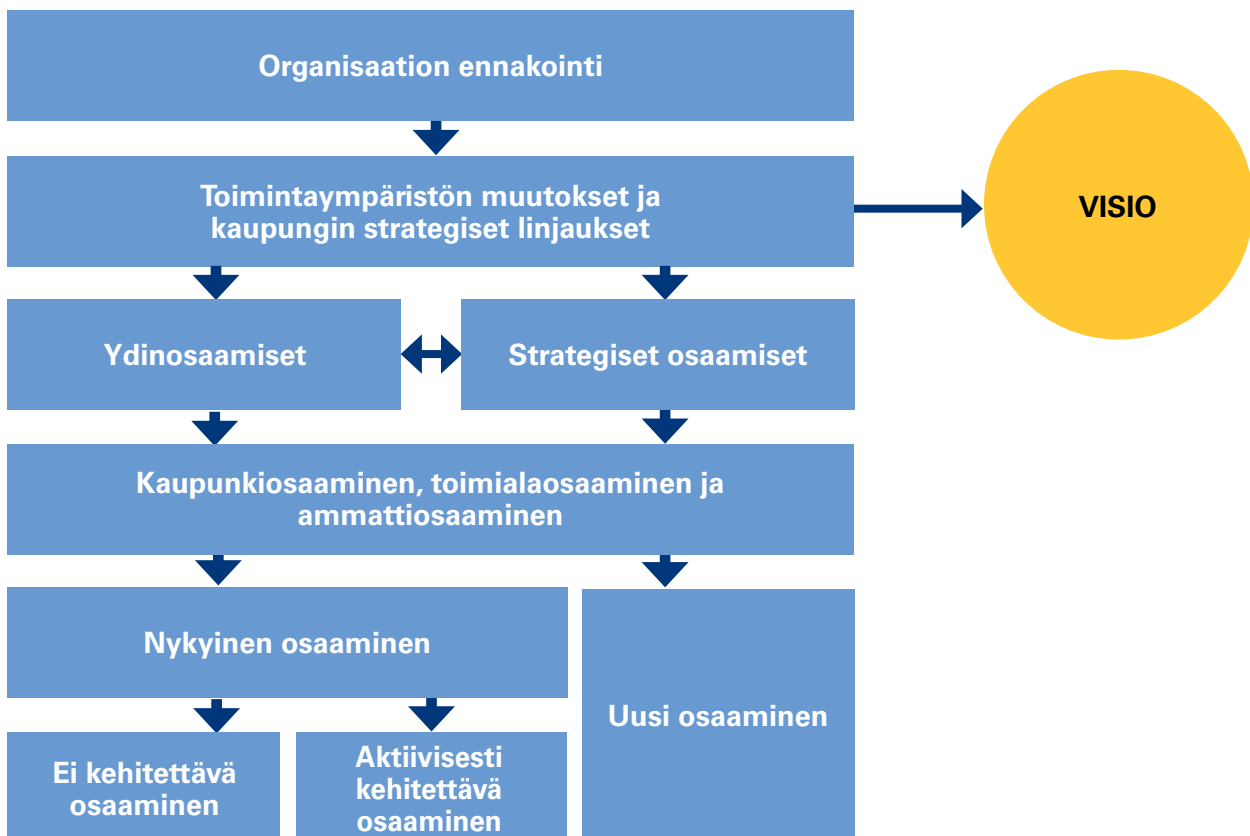 Organisaation ennakointi
Toimintaympäristön muutokset ja
kaupungin strategiset linjaukset
VISIO
Ydinosaamiset
Strategiset osaamiset
Kaupunkiosaaminen, toimialaosaaminen ja
ammattiosaaminen
Nykyinen osaaminen
Uusi osaaminen
Ei kehitettävä
osaaminen
Aktiivisesti
kehitettävä
osaaminen